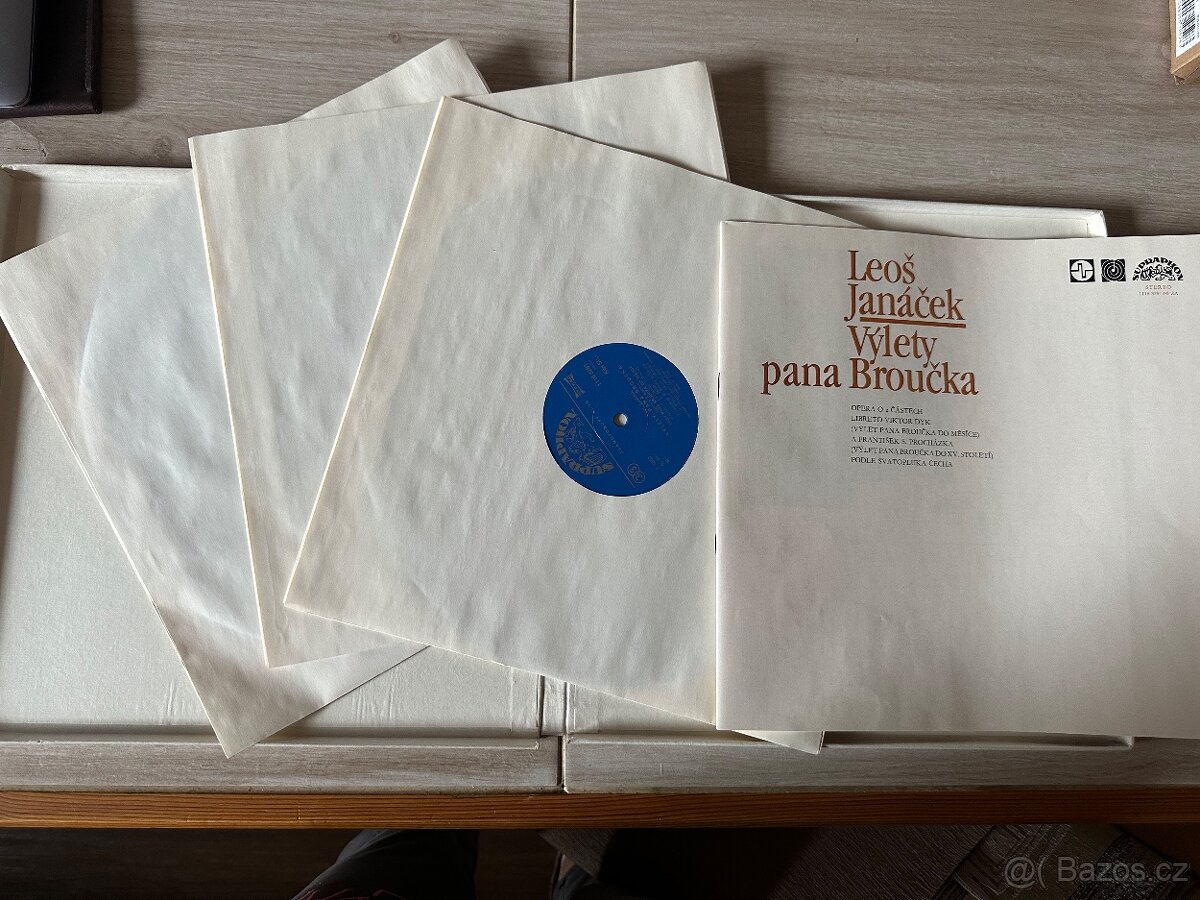 Leoš
Janáček
Výlety
pana Broučka
OPERA O 2 ČÁSTECH
LIBRETO VIKTOR DYK
(VÝLET PANA BROUČKA DO MĚSÍCE)
A FRANTIŠEK S. PROCHÁZKA
(VÝLET PANA BROUČKA DO XV. STOLETÍ)
PODLE SVATOPLUKA ČECHA
SUPRAPHON
STEREO
SUPRAPHON
@( Bazos.cz